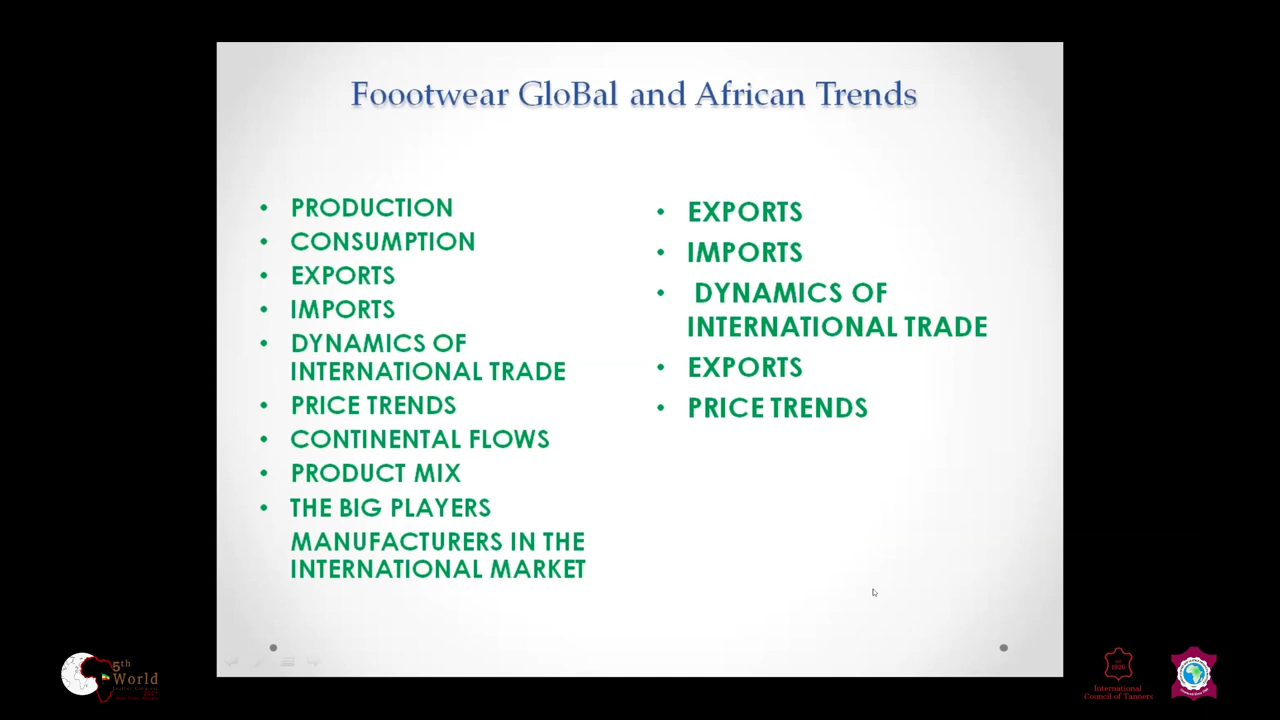 Foootwear GloBal and African Trends
• PRODUCTION
• CONSUMPTION
• EXPORTS
• IMPORTS
• DYNAMICS OF
INTERNATIONAL TRADE
• PRICE TRENDS
• CONTINENTAL FLOWS
• PRODUCT MIX
• THE BIG PLAYERS
MANUFACTURERS IN THE
INTERNATIONAL MARKET
• EXPORTS
• IMPORTS
• DYNAMICS OF
INTERNATIONAL TRADE
• EXPORTS
• PRICE TRENDS
5th
World
International
Council of Tanners